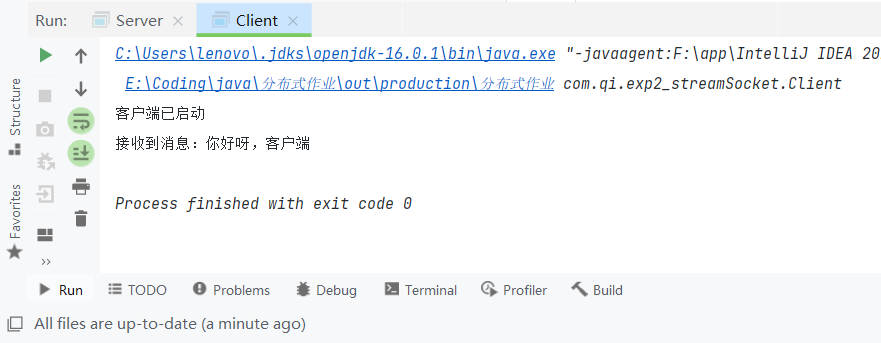 Run: Server × Client ×
C:\Users\lenovo\.jdks\openjdk-16.0.1\bin\java.exe "-javaagent:F:\app\IntelliJ IDEA 20
E:\Coding\java\分布式作业\out\production\分布式作业 com.qi.exp2_streamSocket.Client
客户端已启动
接收到消息：你好呀，客户端
Process finished with exit code 0
Structure
Favorites
Run TODO Problems Debug Terminal Profiler Build
All files are up-to-date (a minute ago)